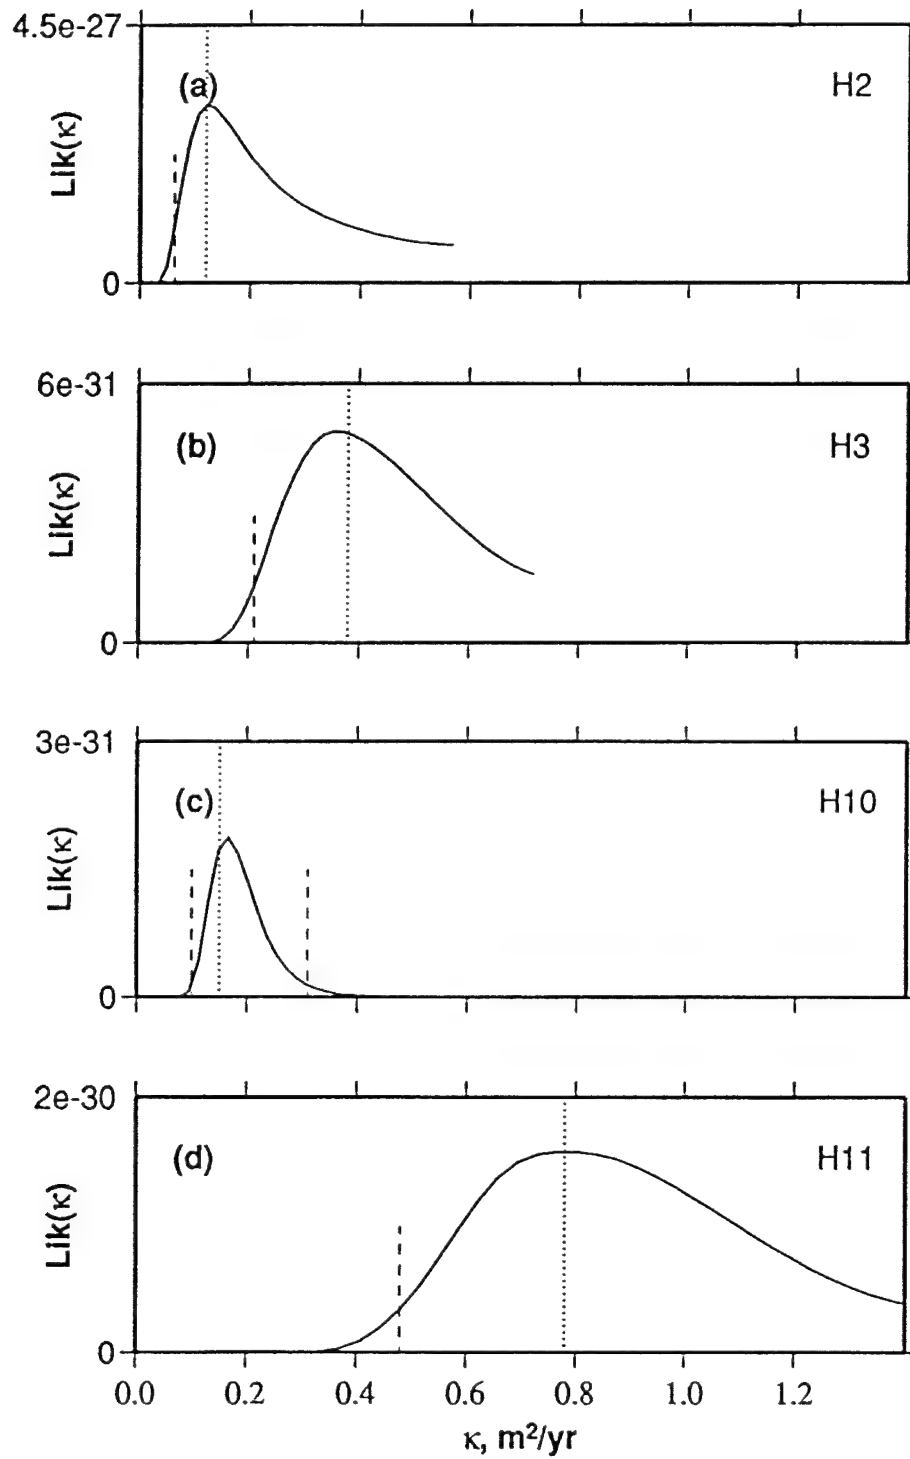 4.5e-27
(a)
H2
Lik(κ)
0
6e-31
(b)
H3
Lik(κ)
0
3e-31
(c)
H10
Lik(κ)
0
2e-30
(d)
H11
Lik(κ)
0
0.0 0.2 0.4 0.6 0.8 1.0 1.2
κ, m²/yr